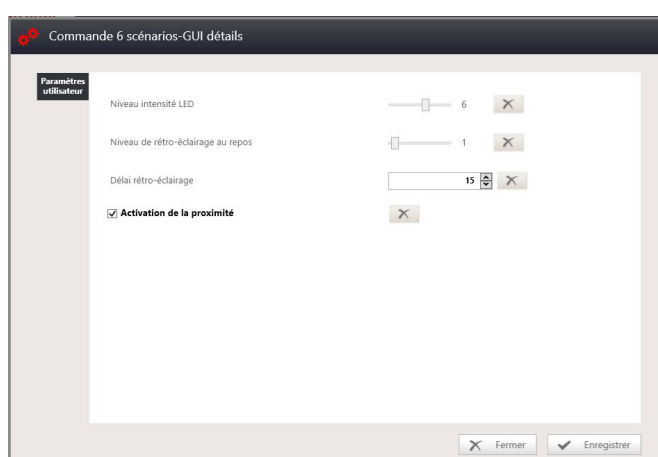 Commande 6 scénarios-GUI détails
Paramètres
utilisateur
Niveau intensité LED 6
Niveau de rétro-éclairage au repos 1
Délai rétro-éclairage 15
Activation de la proximité
Fermer Enregistrer